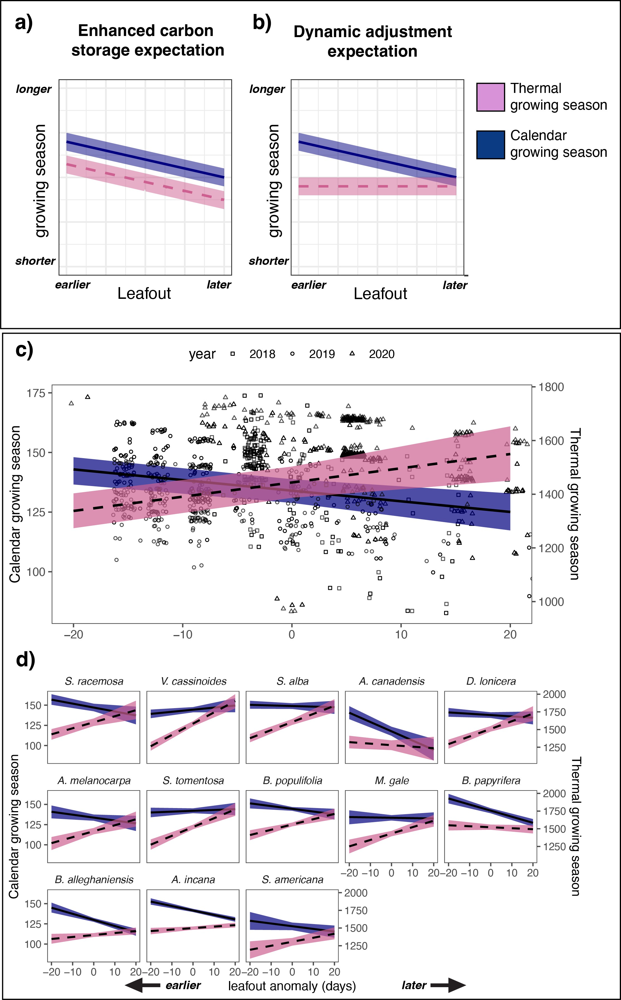 a)
Enhanced carbon
storage expectation
b)
Dynamic adjustment
expectation
longer
growing season
shorter
earlier
later
Leafout
longer
growing season
shorter
earlier
later
Leafout
Thermal
growing season
Calendar
growing season
c)
year 2018 2019 2020
Calendar growing season
175
150
125
100
1800
1600
1400
1200
1000
Thermal growing season
−20 −10 0 10 20
d)
S. racemosa V. cassinoides S. alba A. canadensis D. lonicera
150
125
100
2000
1750
1500
1250
Calendar growing season
Thermal growing season
A. melanocarpa S. tomentosa B. populifolia M. gale B. papyrifera
150
125
100
2000
1750
1500
1250
−20 −10 0 10 20 −20 −10 0 10 20
B. alleghaniensis A. incana S. americana
150
125
100
2000
1750
1500
1250
−20 −10 0 10 20 −20 −10 0 10 20 −20 −10 0 10 20
earlier leafout anomaly (days) later